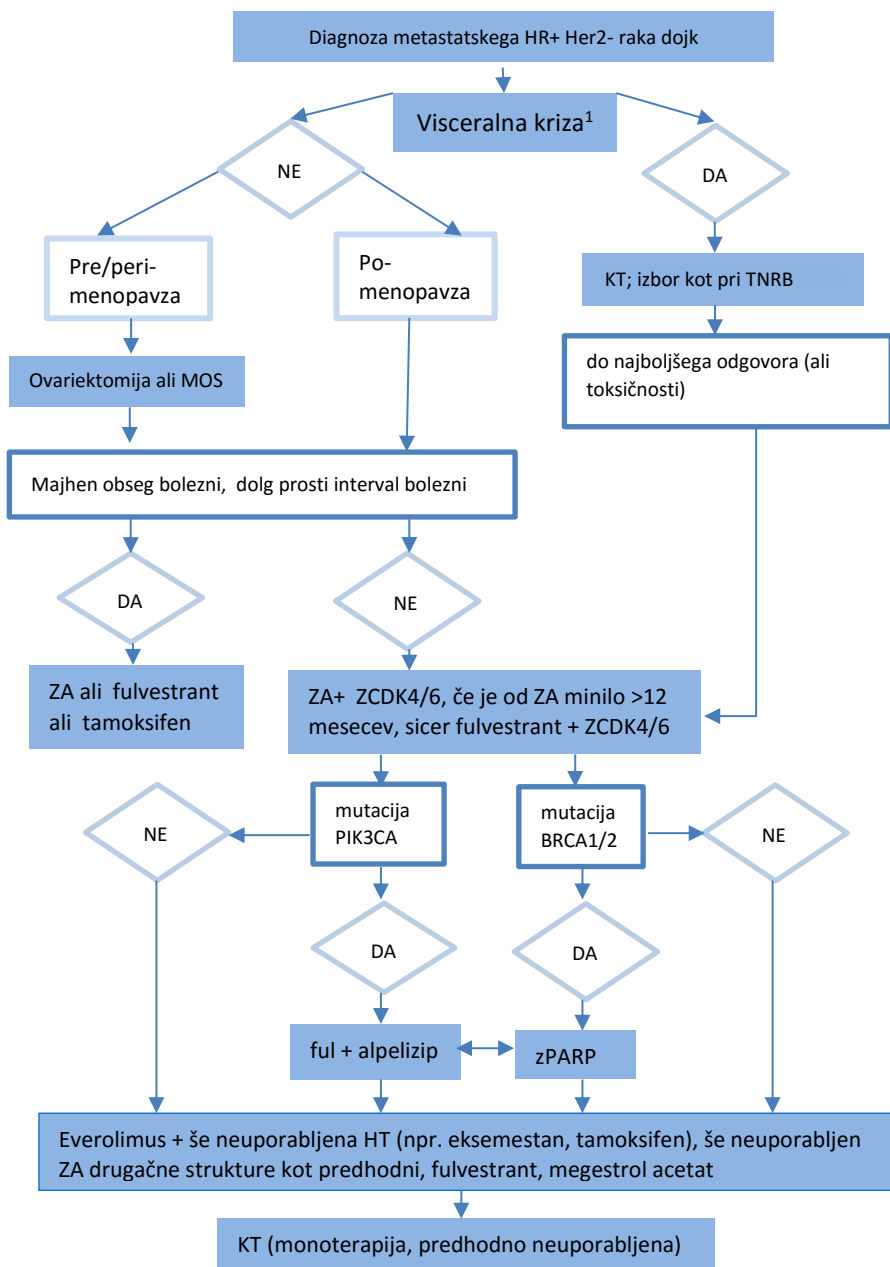 Diagnoza metastatskega HR+ Her2- raka dojk
Visceralna kriza¹
NE
DA
Pre/peri-
menopavza
Po-
menopavza
KT; izbor kot pri TNRB
Ovariektomija ali MOS
do najboljšega odgovora (ali
toksičnosti)
Majhen obseg bolezni, dolg prosti interval bolezni
DA
NE
ZA ali fulvestrant
ali tamoksifen
ZA+ ZCDK4/6, če je od ZA minilo >12
mesecev, sicer fulvestrant + ZCDK4/6
NE
mutacija
PIK3CA
mutacija
BRCA1/2
NE
DA
DA
ful + alpelizip
zPARP
Everolimus + še neuporabljena HT (npr. eksemestan, tamoksifen), še neuporabljen
ZA drugačne strukture kot predhodni, fulvestrant, megestrol acetat
KT (monoterapija, predhodno neuporabljena)